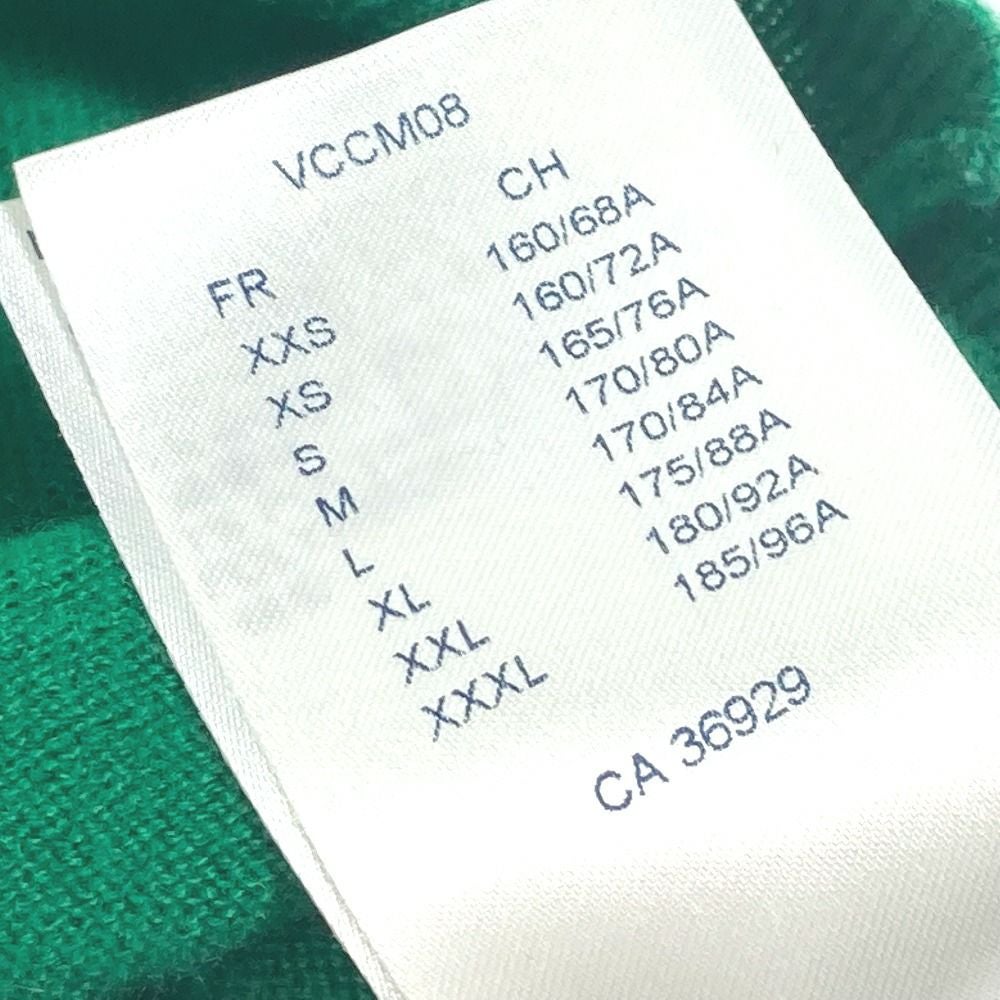 VCCM08
FR CH
XXS 160/68A
XS 160/72A
S 165/76A
M 170/80A
L 170/84A
XL 175/88A
XXL 180/92A
XXXL 185/96A
CA 36929